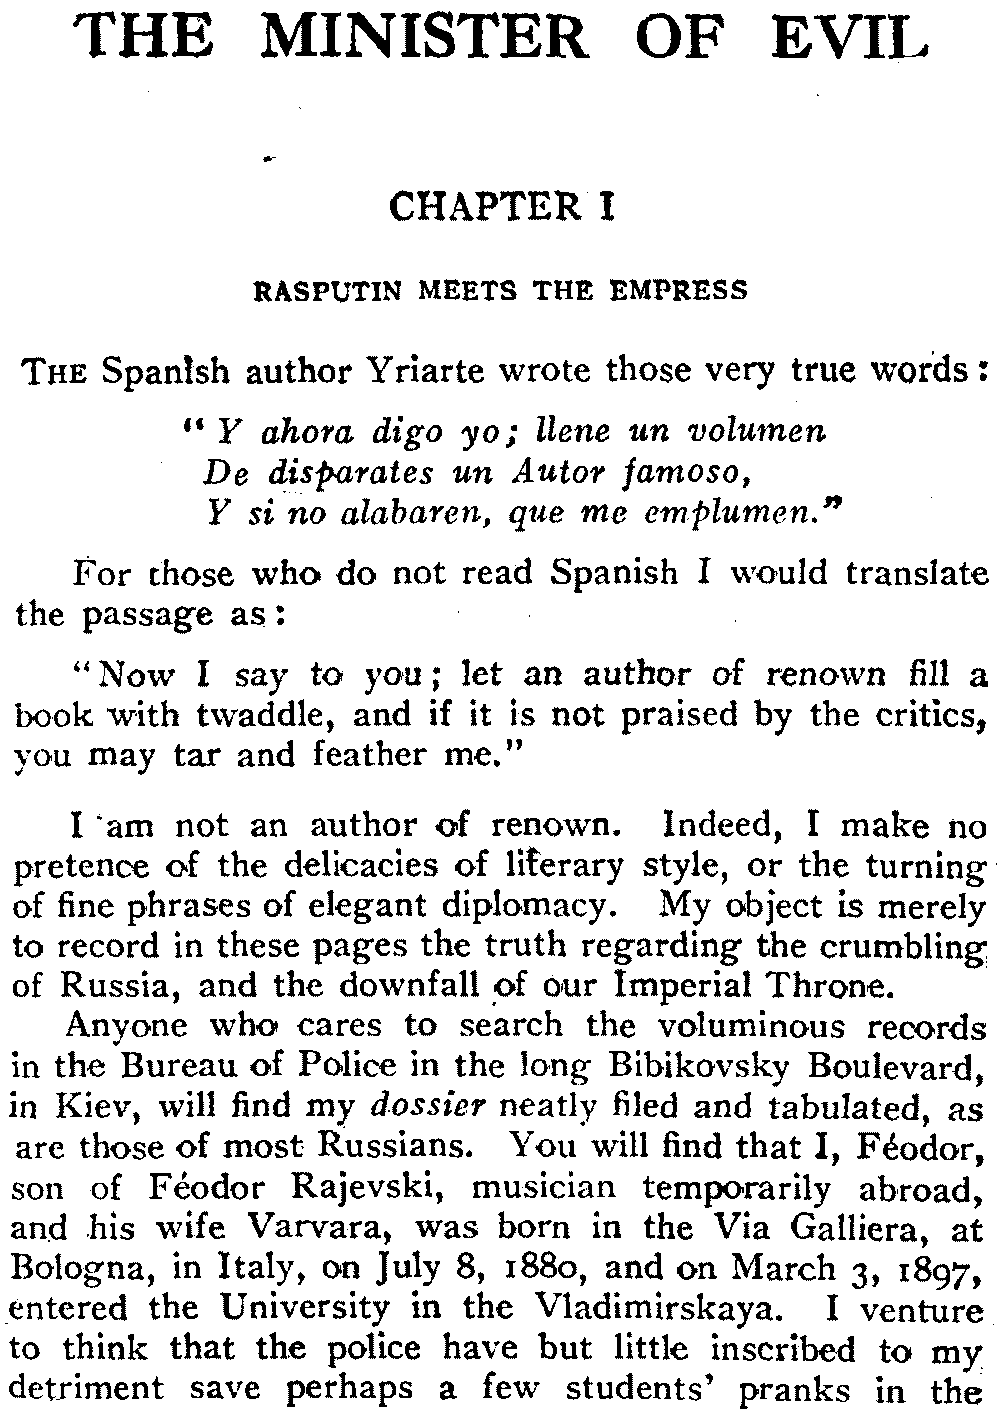 THE MINISTER OF EVIL
CHAPTER I
RASPUTIN MEETS THE EMPRESS
THE Spanish author Yriarte wrote those very true words:
" Y ahora digo yo; llene un volumen
De disparates un Autor famoso,
Y si no alabaren, que me emplumen."
For those who do not read Spanish I would translate
the passage as:
"Now I say to you; let an author of renown fill a
book with twaddle, and if it is not praised by the critics,
you may tar and feather me."
I am not an author of renown. Indeed, I make no
pretence of the delicacies of literary style, or the turning
of fine phrases of elegant diplomacy. My object is merely
to record in these pages the truth regarding the crumbling
of Russia, and the downfall of our Imperial Throne.
Anyone who cares to search the voluminous records
in the Bureau of Police in the long Bibikovsky Boulevard,
in Kiev, will find my dossier neatly filed and tabulated, as
are those of most Russians. You will find that I, Féodor,
son of Féodor Rajevski, musician temporarily abroad,
and his wife Varvara, was born in the Via Galliera, at
Bologna, in Italy, on July 8, 1880, and on March 3, 1897,
entered the University in the Vladimirskaya. I venture
to think that the police have but little inscribed to my
detriment save perhaps a few students' pranks in the